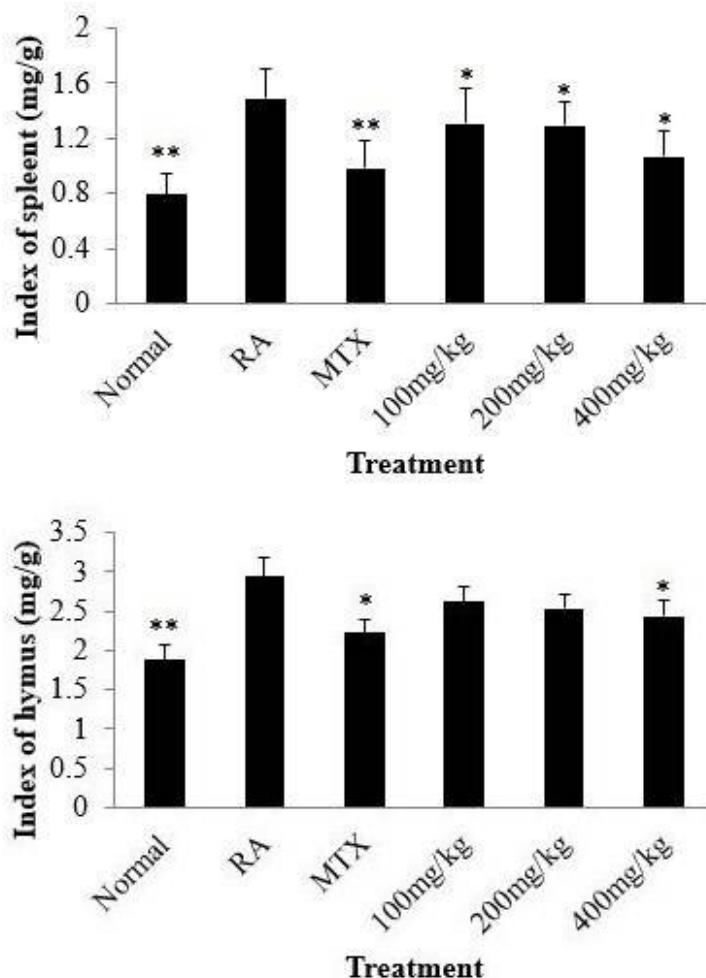 Index of spleent (mg/g)
2
1.6
1.2
0.8
0.4
0
**
**
*
*
*
Normal
RA
MTX
100mg/kg
200mg/kg
400mg/kg
Treatment
Index of hymus (mg/g)
3.5
3
2.5
2
1.5
1
0.5
0
**
*
*
Normal
RA
MTX
100mg/kg
200mg/kg
400mg/kg
Treatment